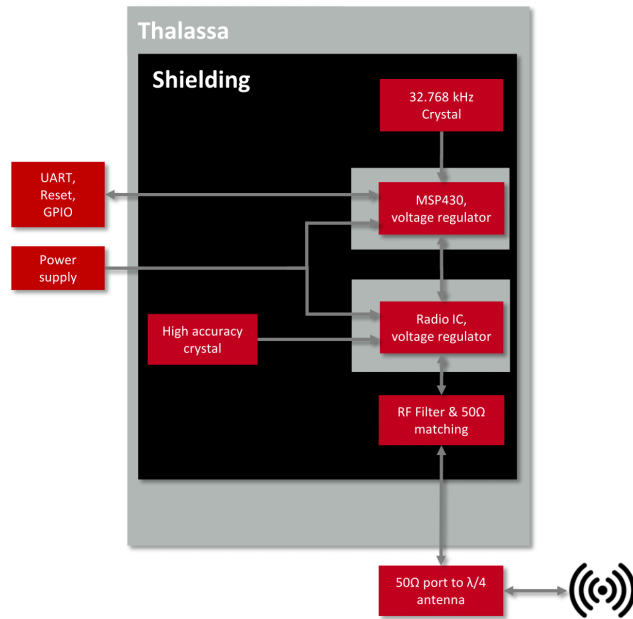 Thalassa
Shielding
32.768 kHz
Crystal
UART,
Reset,
GPIO
MSP430,
voltage regulator
Power
supply
High accuracy
crystal
Radio IC,
voltage regulator
RF Filter & 50Ω
matching
50Ω port to λ/4
antenna